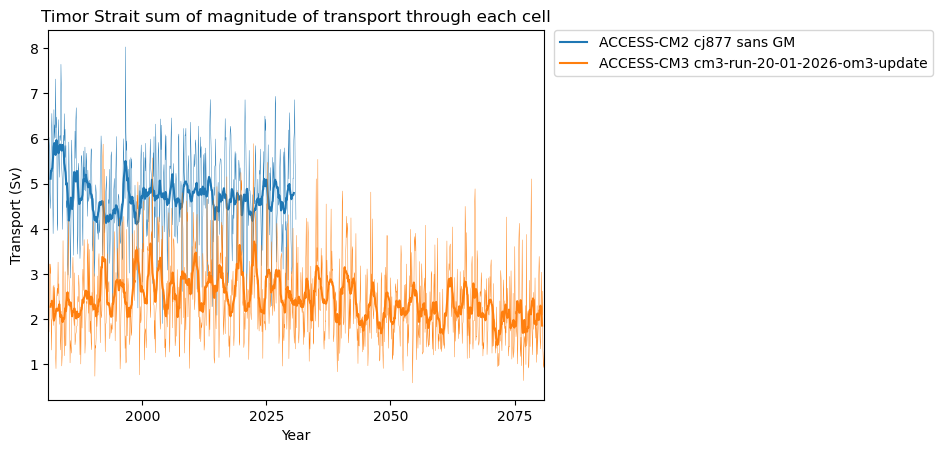 Timor Strait sum of magnitude of transport through each cell
ACCESS-CM2 cj877 sans GM
ACCESS-CM3 cm3-run-20-01-2026-om3-update
Transport (Sv)
8
7
6
5
4
3
2
1
2000
2025
2050
2075
Year